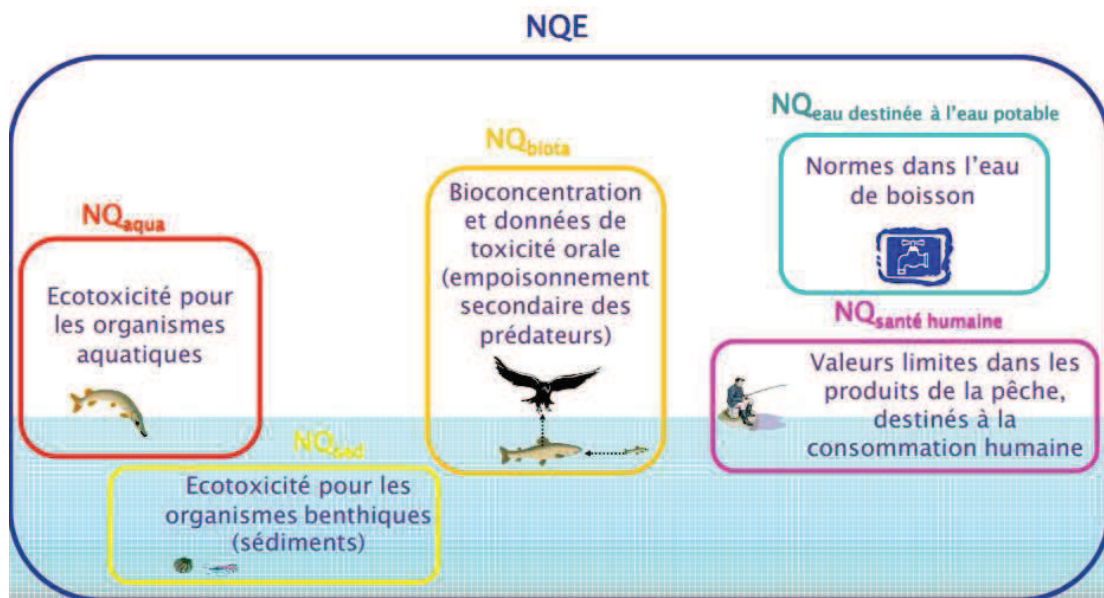 NQE
NQaqua
Ecotoxicité pour
les organismes
aquatiques
NQsed
Ecotoxicité pour les
organismes benthiques
(sédiments)
NQbiota
Bioconcentration
et données de
toxicité orale
(empoisonnement
secondaire des
prédateurs)
NQeau destinée à l'eau potable
Normes dans l'eau
de boisson
NQsanté humaine
Valeurs limites dans les
produits de la pêche,
destinés à la
consommation humaine